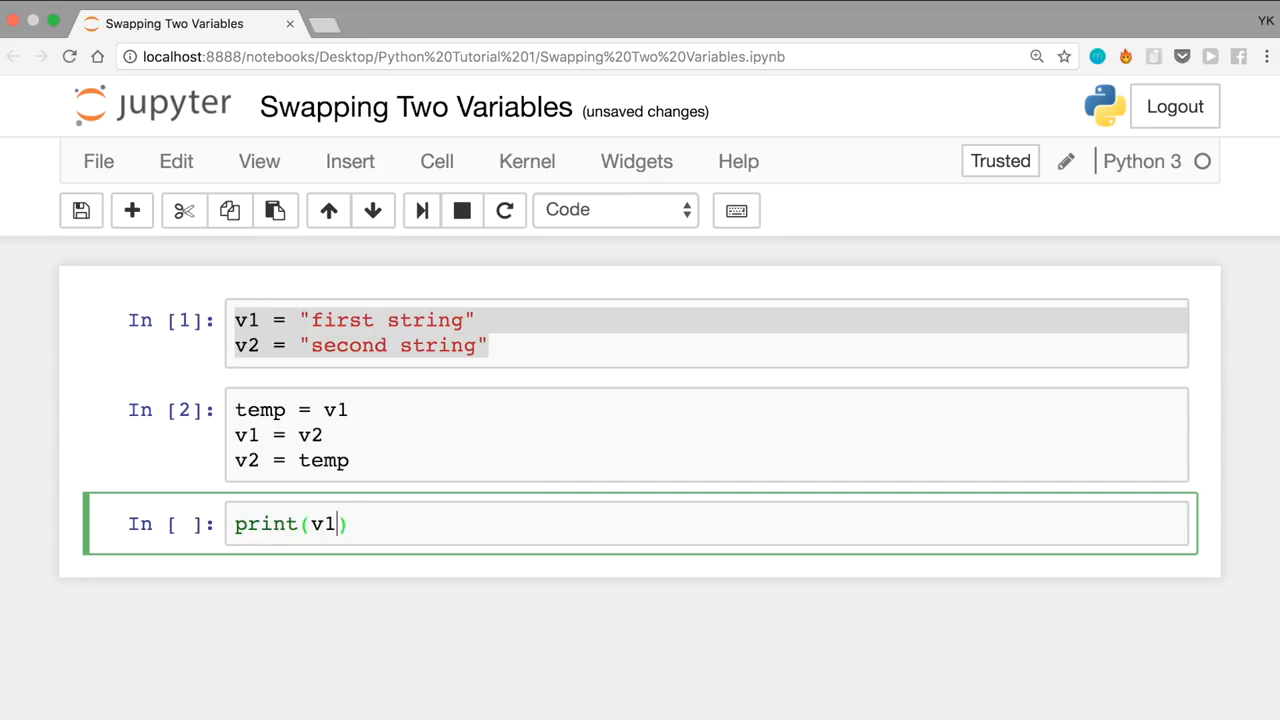 Swapping Two Variables
YK
localhost:8888/notebooks/Desktop/Python%20Tutorial%201/Swapping%20Two%20Variables.ipynb
jupyter Swapping Two Variables (unsaved changes) Logout
File Edit View Insert Cell Kernel Widgets Help Trusted Python 3
Code
In [1]: v1 = "first string"
v2 = "second string"
In [2]: temp = v1
v1 = v2
v2 = temp
In [ ]: print(v1)